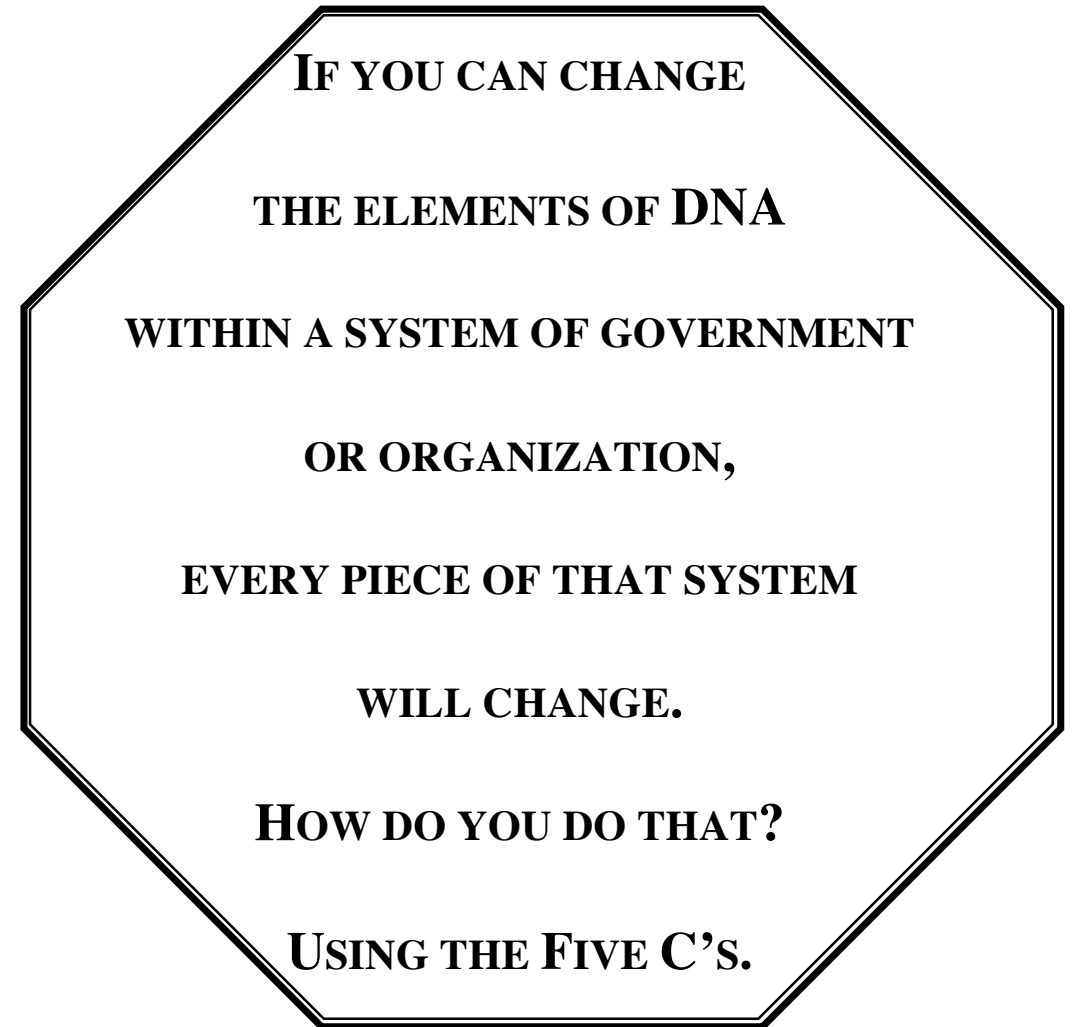 IF YOU CAN CHANGE
THE ELEMENTS OF DNA
WITHIN A SYSTEM OF GOVERNMENT
OR ORGANIZATION,
EVERY PIECE OF THAT SYSTEM
WILL CHANGE.
HOW DO YOU DO THAT?
USING THE FIVE C’S.